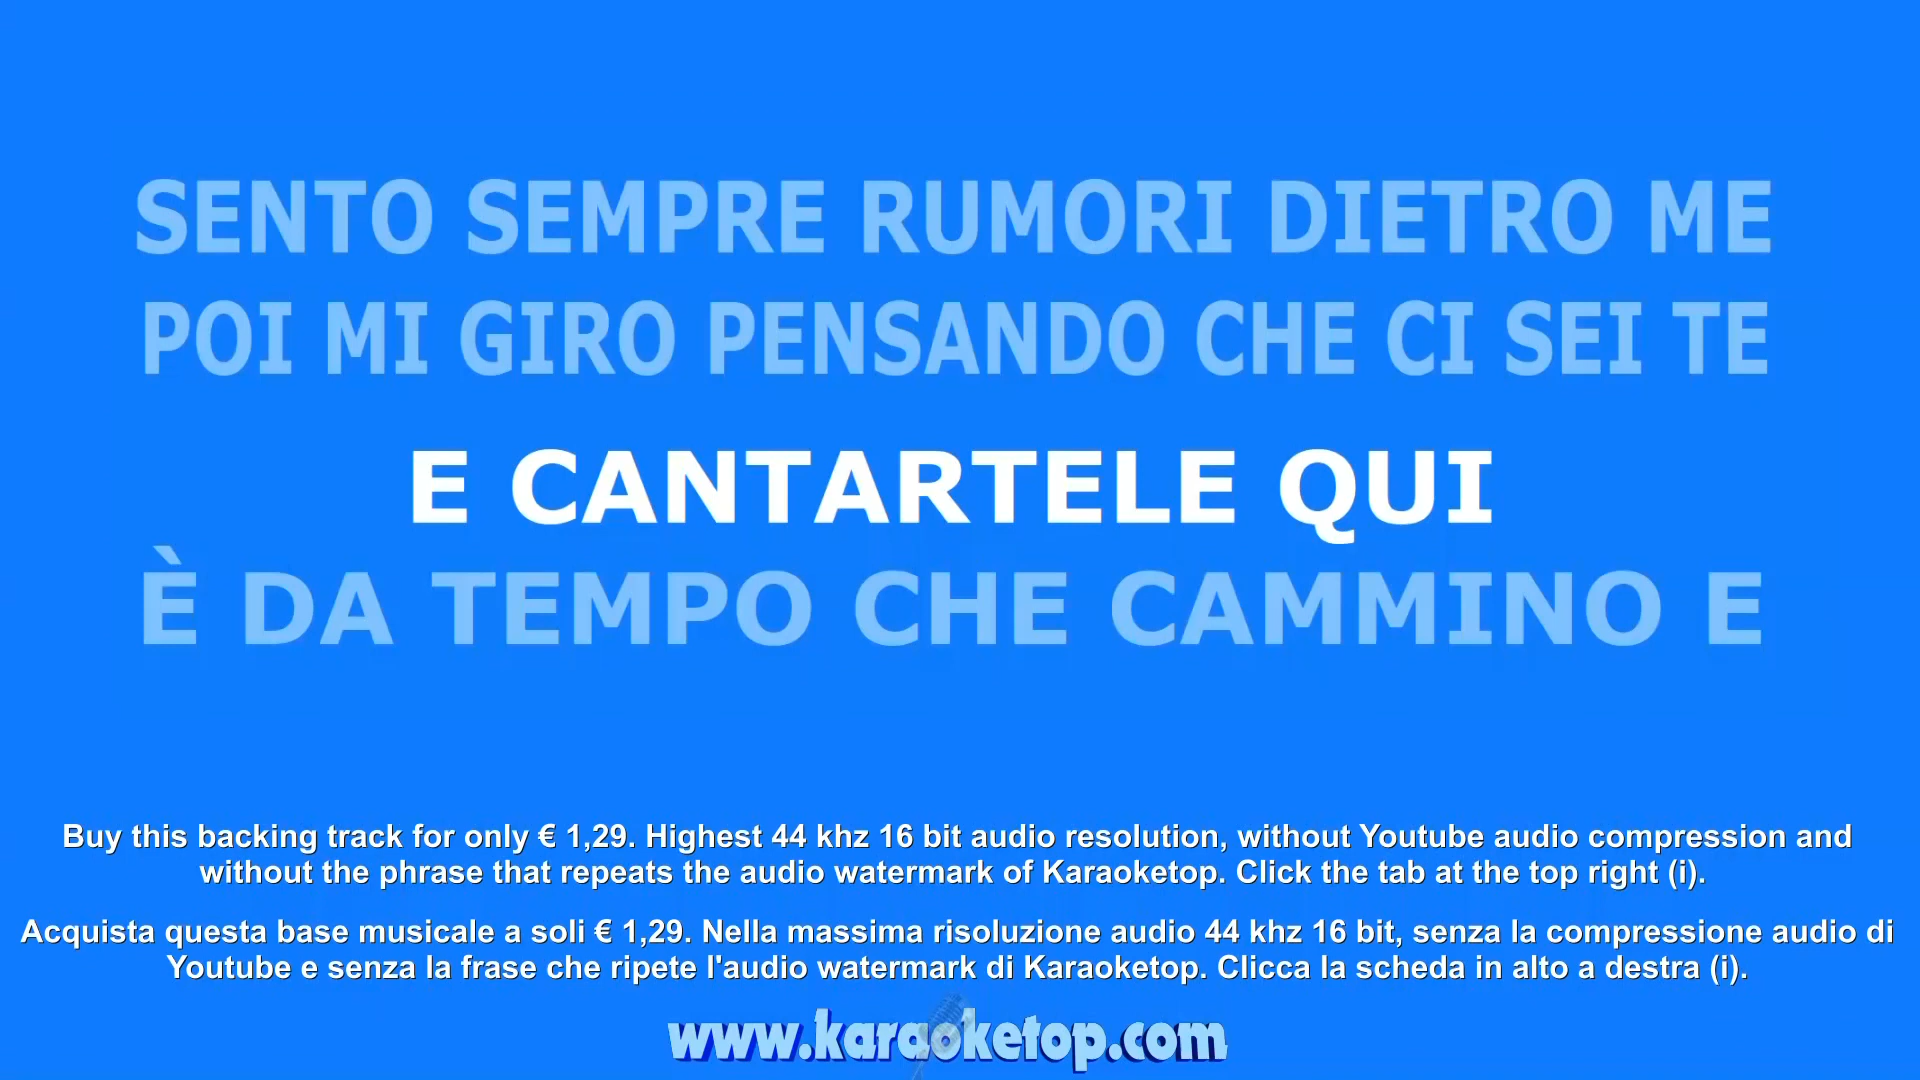 SENTO SEMPRE RUMORI DIETRO ME
POI MI GIRO PENSANDO CHE CI SEI TE
E CANTARTELE QUI
È DA TEMPO CHE CAMMINO E
Buy this backing track for only € 1,29. Highest 44 khz 16 bit audio resolution, without Youtube audio compression and
without the phrase that repeats the audio watermark of Karaoketop. Click the tab at the top right (i).
Acquista questa base musicale a soli € 1,29. Nella massima risoluzione audio 44 khz 16 bit, senza la compressione audio di
Youtube e senza la frase che ripete l'audio watermark di Karaoketop. Clicca la scheda in alto a destra (i).
www.karaoketop.com